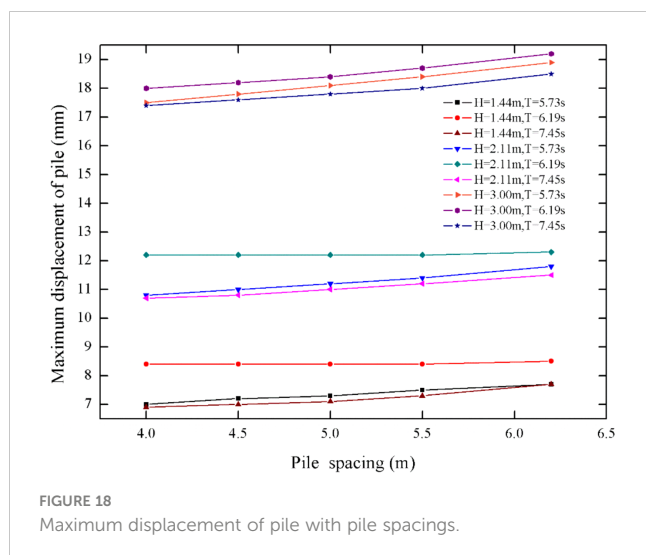 19
18
17
16
15
14
13
12
11
10
9
8
7
Maximum displacement of pile (mm)
H=1.44m,T=5.73s
H=1.44m,T=6.19s
H=1.44m,T=7.45s
H=2.11m,T=5.73s
H=2.11m,T=6.19s
H=2.11m,T=7.45s
H=3.00m,T=5.73s
H=3.00m,T=6.19s
H=3.00m,T=7.45s
4.0 4.5 5.0 5.5 6.0 6.5
Pile spacing (m)
FIGURE 18
Maximum displacement of pile with pile spacings.